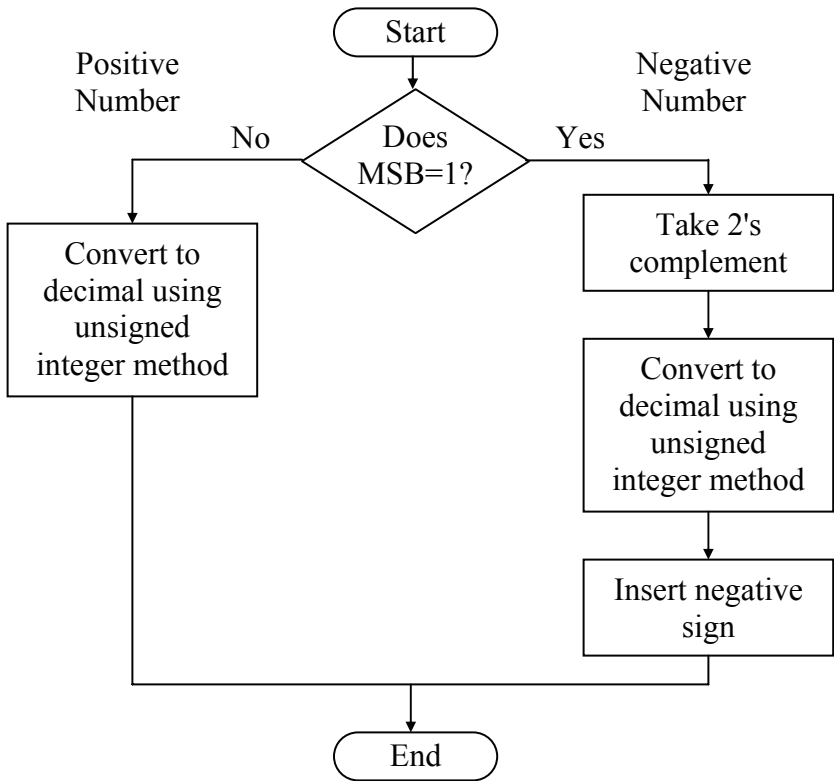 Start
Positive
Number
Negative
Number
No
Does
MSB=1?
Yes
Convert to
decimal using
unsigned
integer method
Take 2's
complement
Convert to
decimal using
unsigned
integer method
Insert negative
sign
End